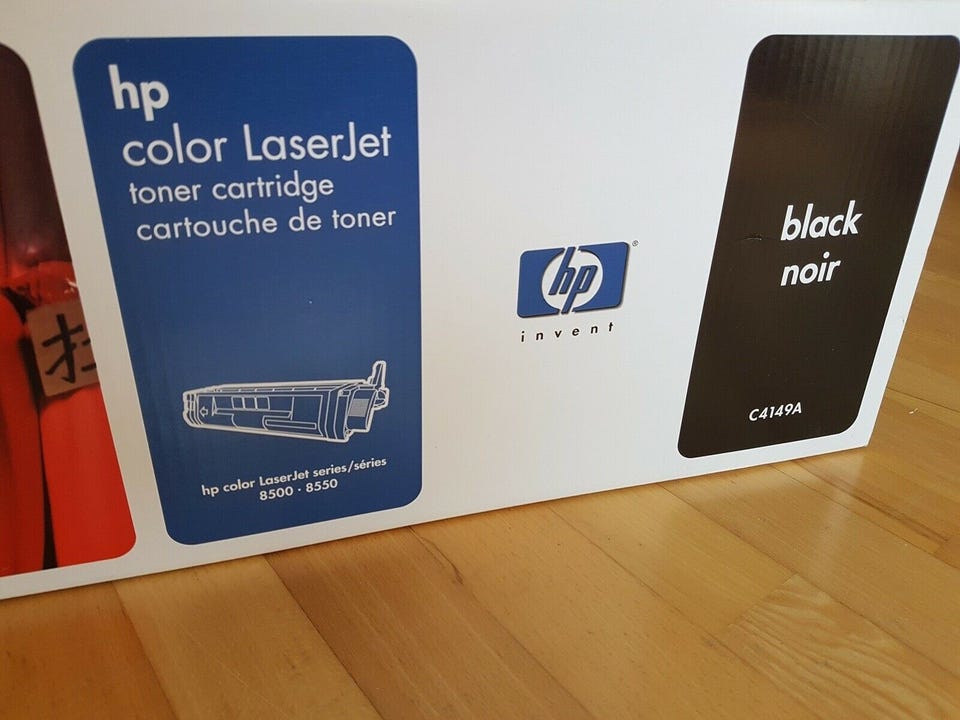 hp
color LaserJet
toner cartridge
cartouche de toner
hp color LaserJet series/séries
8500 · 8550
hp®
invent
black
noir
C4149A